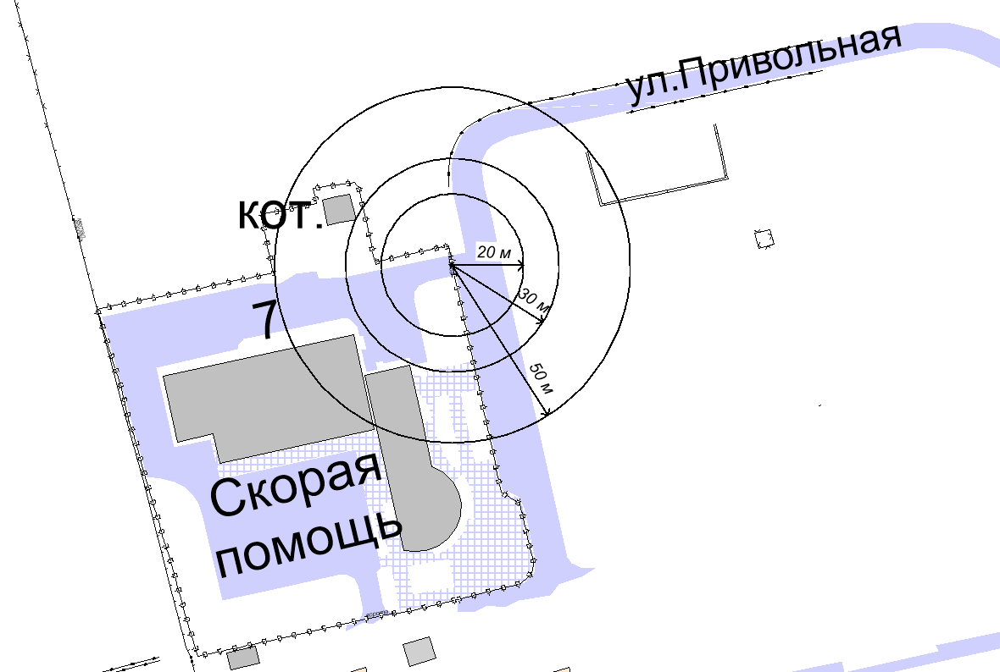 ул.Привольная
кот.
20 м
30 м
7
50 м
Скорая
помощь